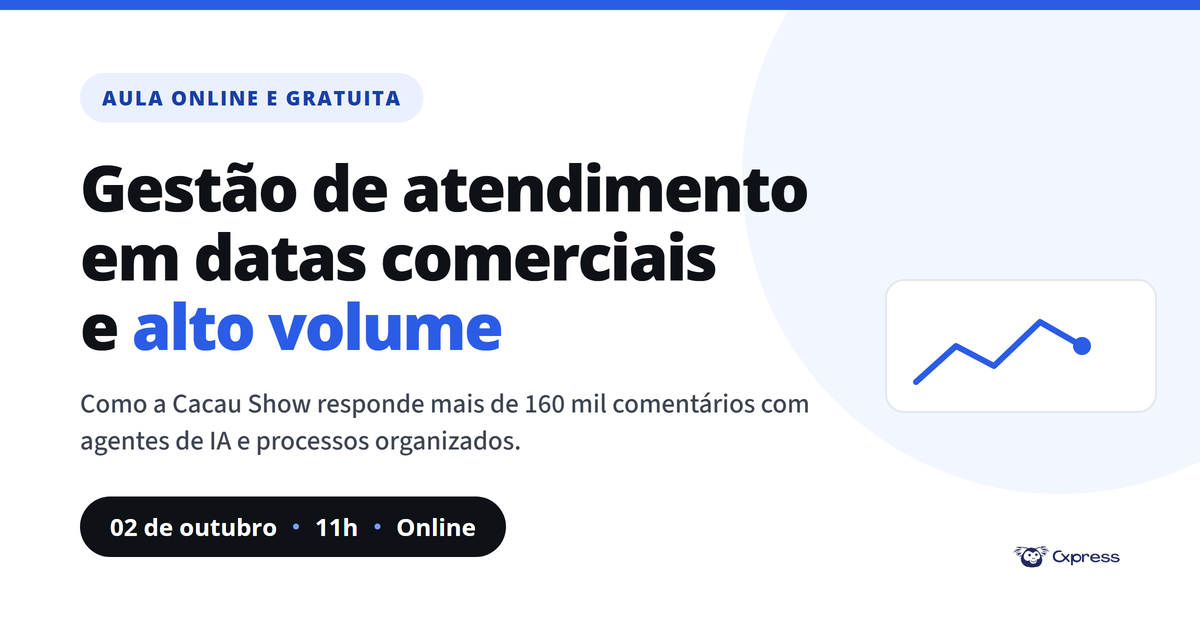 AULA ONLINE E GRATUITA
Gestão de atendimento
em datas comerciais
e alto volume
Como a Cacau Show responde mais de 160 mil comentários com
agentes de IA e processos organizados.
02 de outubro • 11h • Online
Cxpress